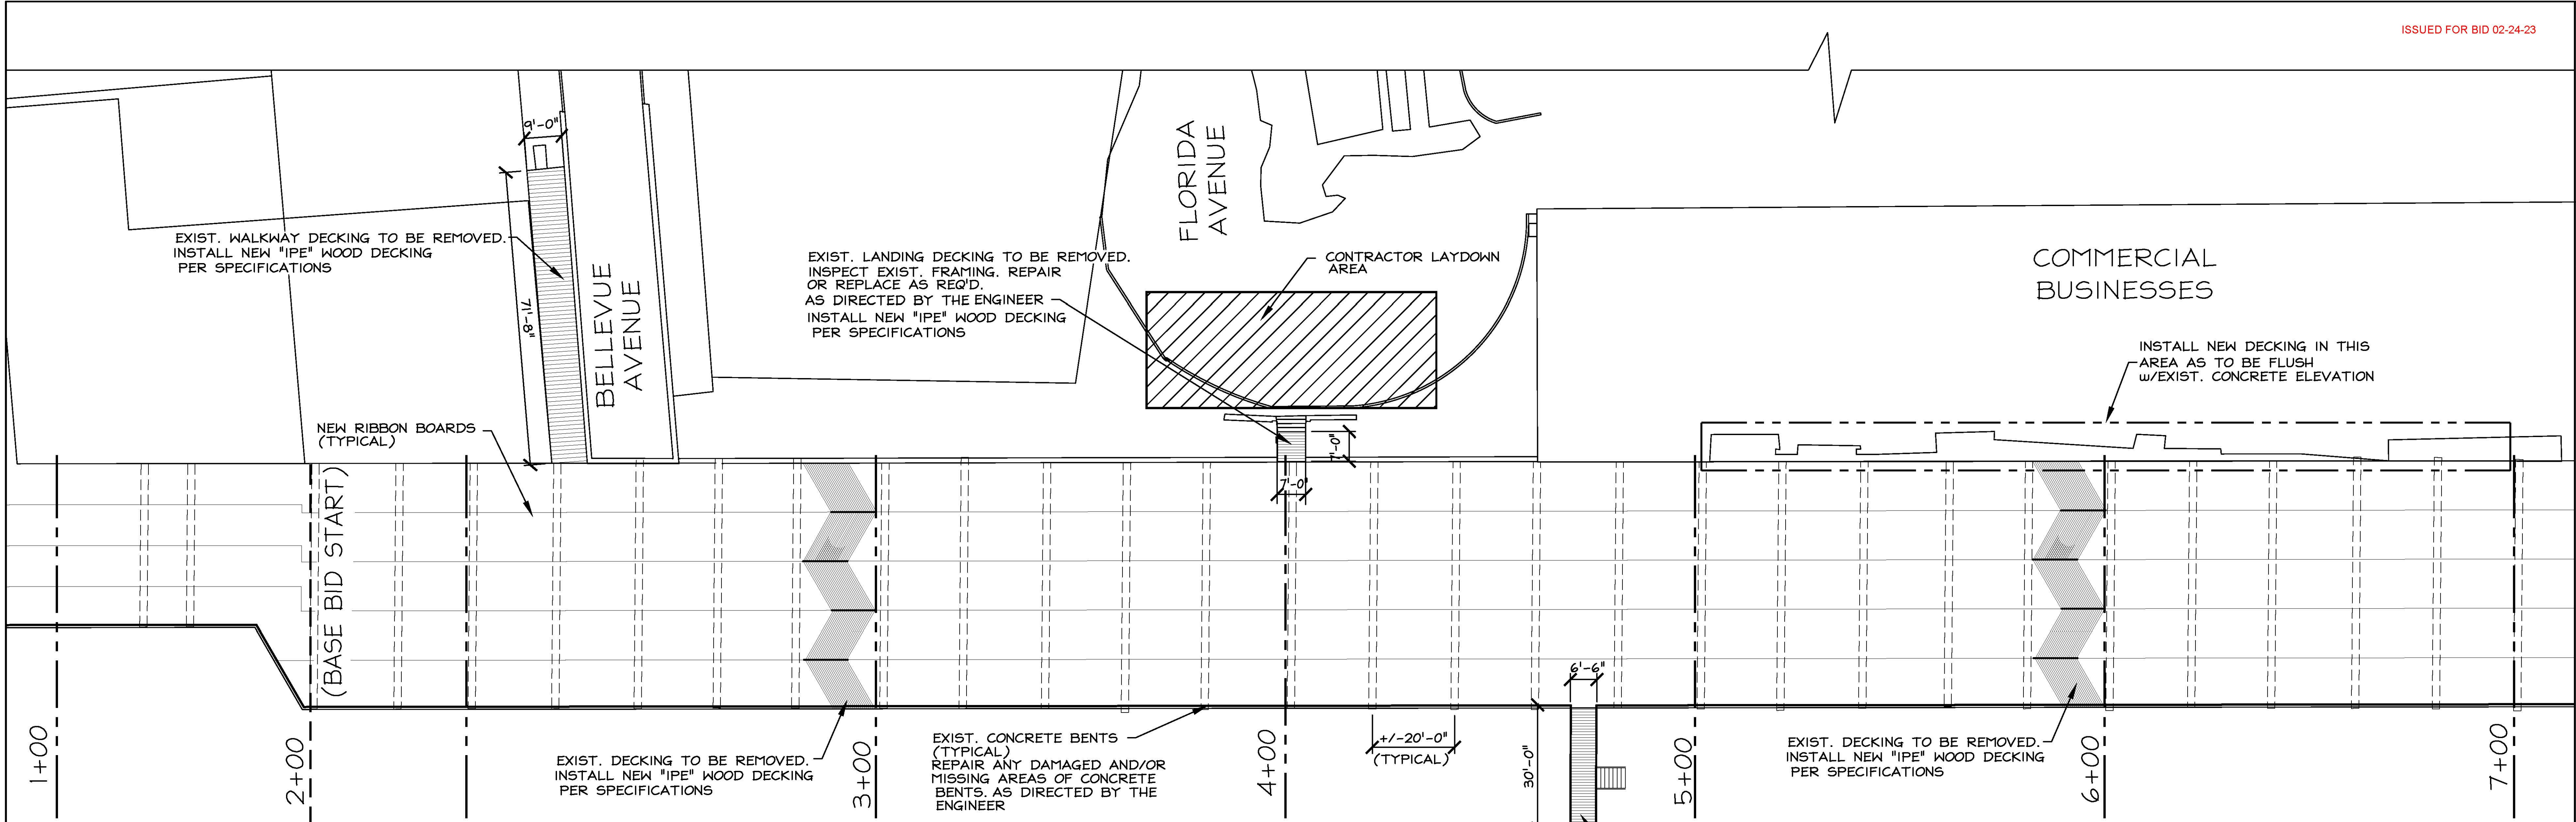 ISSUED FOR BID 02-24-23
9'-0"
EXIST. WALKWAY DECKING TO BE REMOVED.
INSTALL NEW "IPE" WOOD DECKING
PER SPECIFICATIONS
71'-8"
BELLEVUE
AVENUE
FLORIDA
AVENUE
EXIST. LANDING DECKING TO BE REMOVED.
INSPECT EXIST. FRAMING. REPAIR
OR REPLACE AS REQ'D.
AS DIRECTED BY THE ENGINEER
INSTALL NEW "IPE" WOOD DECKING
PER SPECIFICATIONS
CONTRACTOR LAYDOWN
AREA
COMMERCIAL
BUSINESSES
INSTALL NEW DECKING IN THIS
AREA AS TO BE FLUSH
w/EXIST. CONCRETE ELEVATION
NEW RIBBON BOARDS
(TYPICAL)
7'-0"
7'-0"
(BASE BID START)
6'-6"
30'-0"
+/-20'-0"
(TYPICAL)
EXIST. DECKING TO BE REMOVED.
INSTALL NEW "IPE" WOOD DECKING
PER SPECIFICATIONS
EXIST. CONCRETE BENTS
(TYPICAL)
REPAIR ANY DAMAGED AND/OR
MISSING AREAS OF CONCRETE
BENTS. AS DIRECTED BY THE
ENGINEER
EXIST. DECKING TO BE REMOVED.
INSTALL NEW "IPE" WOOD DECKING
PER SPECIFICATIONS
1+00
2+00
3+00
4+00
5+00
6+00
7+00